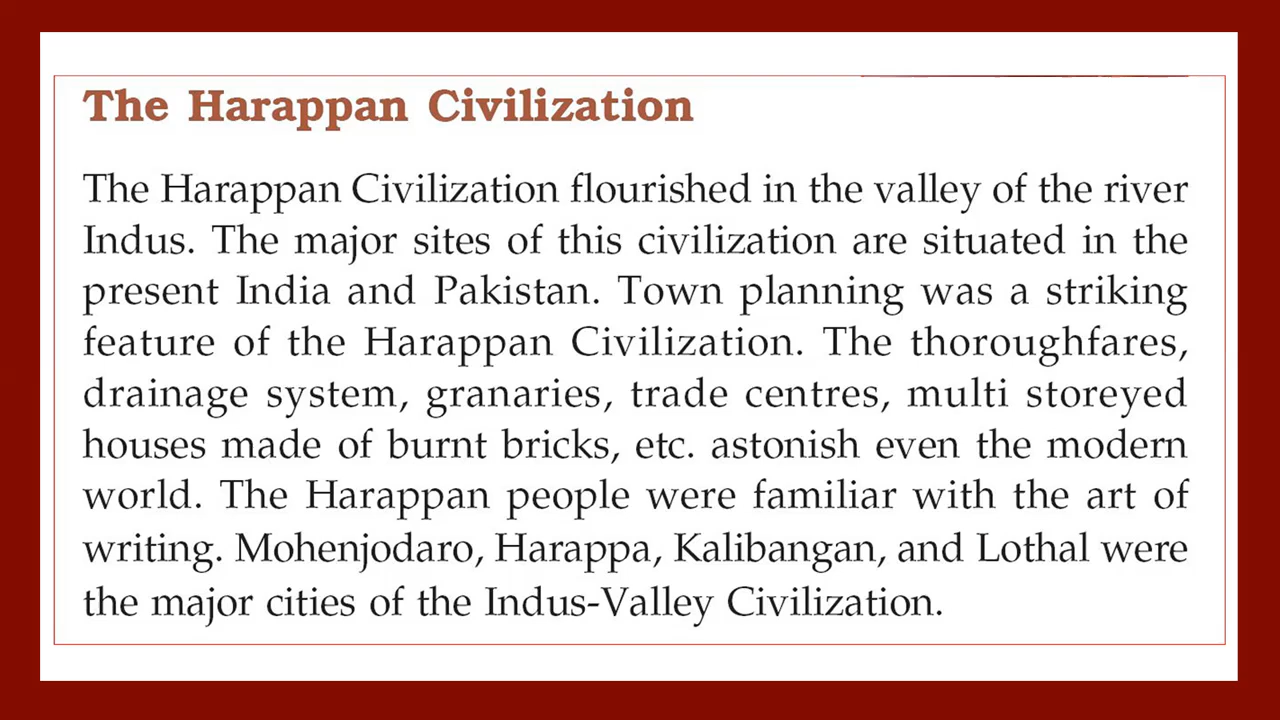 The Harappan Civilization
The Harappan Civilization flourished in the valley of the river
Indus. The major sites of this civilization are situated in the
present India and Pakistan. Town planning was a striking
feature of the Harappan Civilization. The thoroughfares,
drainage system, granaries, trade centres, multi storeyed
houses made of burnt bricks, etc. astonish even the modern
world. The Harappan people were familiar with the art of
writing. Mohenjodaro, Harappa, Kalibangan, and Lothal were
the major cities of the Indus-Valley Civilization.